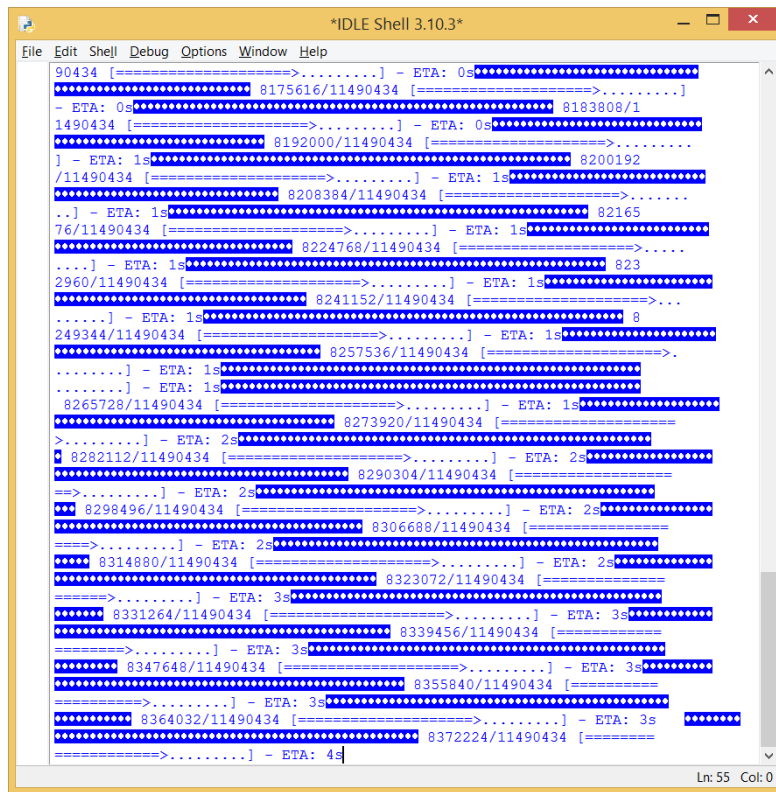 *IDLE Shell 3.10.3*
File Edit Shell Debug Options Window Help
90434 [====================>.........] - ETA: 0s
8175616/11490434 [====================>.........]
- ETA: 0s 8183808/1
1490434 [====================>.........] - ETA: 0s
8192000/11490434 [====================>.........
] - ETA: 1s 8200192
/11490434 [====================>.........] - ETA: 1s
8208384/11490434 [====================>.......
..] - ETA: 1s 82165
76/11490434 [====================>.........] - ETA: 1s
8224768/11490434 [====================>.....
....] - ETA: 1s 823
2960/11490434 [====================>.........] - ETA: 1s
8241152/11490434 [====================>...
......] - ETA: 1s 8
249344/11490434 [====================>.........] - ETA: 1s
8257536/11490434 [====================>.
........] - ETA: 1s
........] - ETA: 1s
8265728/11490434 [====================>.........] - ETA: 1s
8273920/11490434 [====================
>.........] - ETA: 2s
8282112/11490434 [====================>.........] - ETA: 2s
8290304/11490434 [==================
==>.........] - ETA: 2s
8298496/11490434 [====================>.........] - ETA: 2s
8306688/11490434 [================
====>.........] - ETA: 2s
8314880/11490434 [====================>.........] - ETA: 2s
8323072/11490434 [==============
======>.........] - ETA: 3s
8331264/11490434 [====================>.........] - ETA: 3s
8339456/11490434 [============
========>.........] - ETA: 3s
8347648/11490434 [====================>.........] - ETA: 3s
8355840/11490434 [==========
==========>.........] - ETA: 3s
8364032/11490434 [====================>.........] - ETA: 3s
8372224/11490434 [========
============>.........] - ETA: 4s
Ln: 55 Col: 0